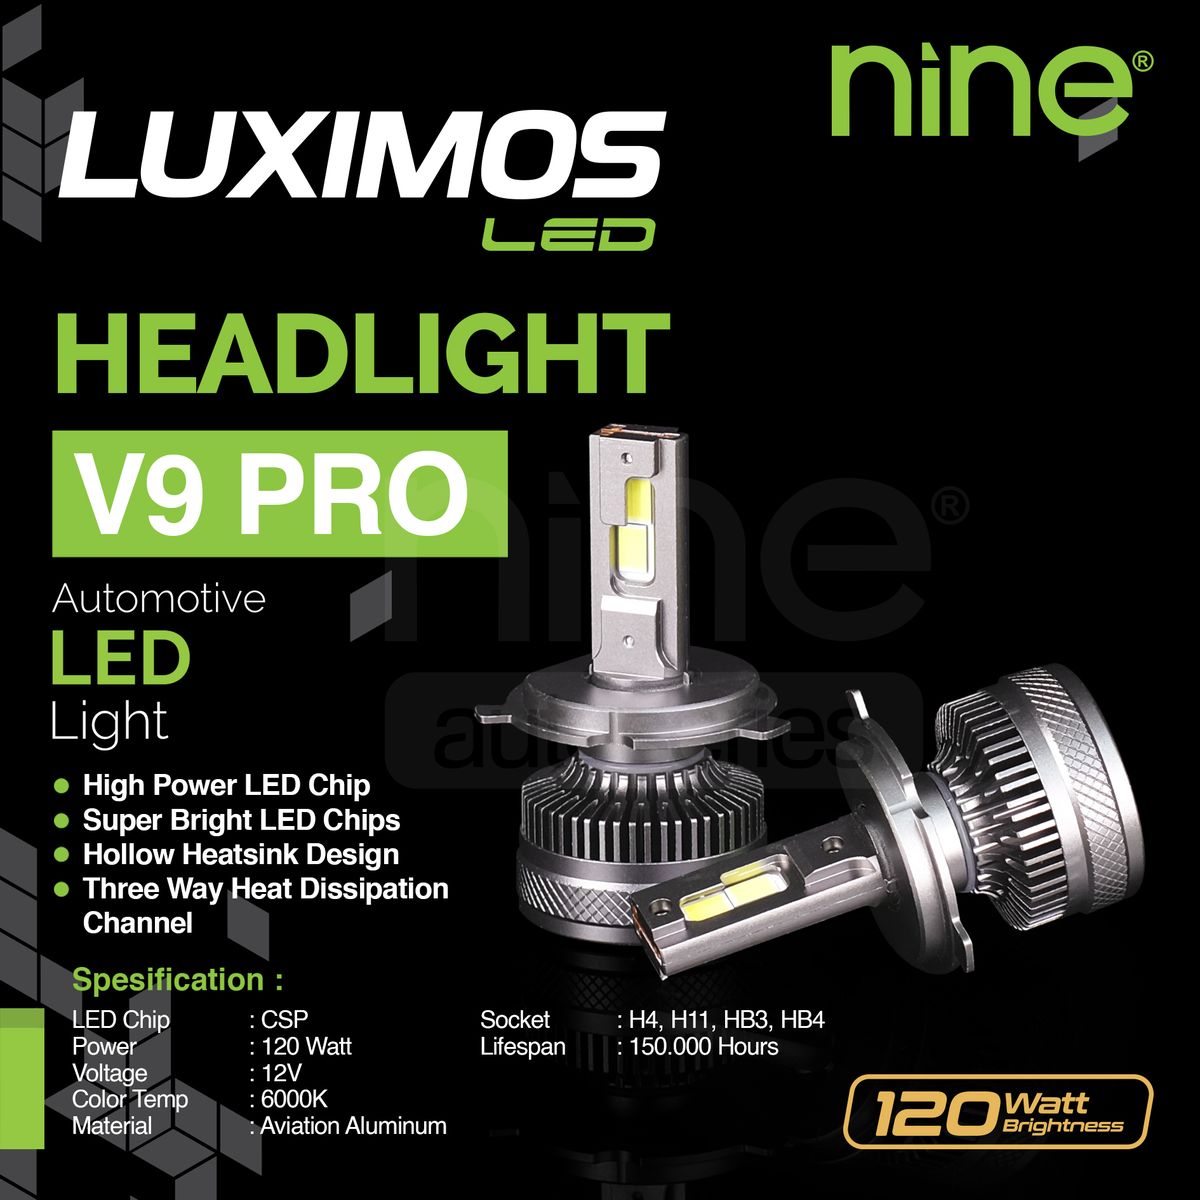 nine®
LUXIMOS
LED
HEADLIGHT
V9 PRO
nine®
Automotive
LED
Light
High Power LED Chip
Super Bright LED Chips
Hollow Heatsink Design
Three Way Heat Dissipation
Channel
Spesification :
LED Chip : CSP
Power : 120 Watt
Voltage : 12V
Color Temp : 6000K
Material : Aviation Aluminum
Socket : H4, H11, HB3, HB4
Lifespan : 150.000 Hours
120 Watt
Brightness